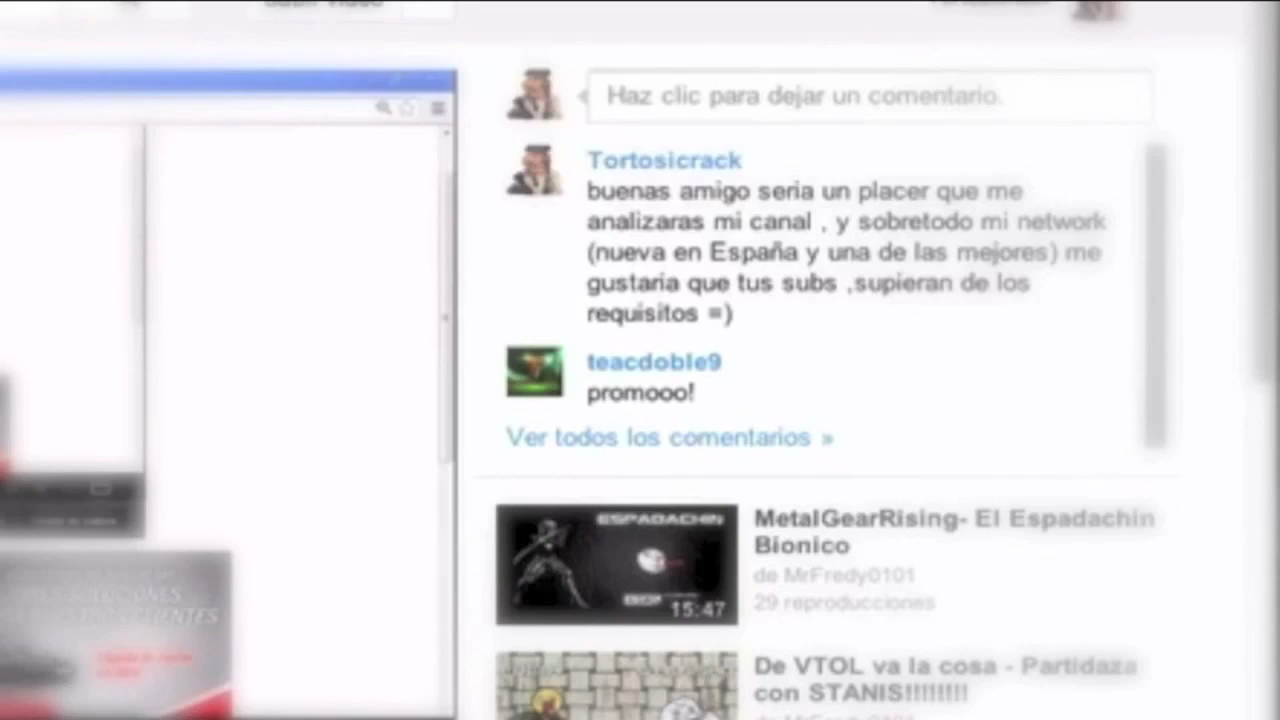 Haz clic para dejar un comentario.
Tortosicrack
buenas amigo seria un placer que me
analizaras mi canal , y sobretodo mi network
(nueva en España y una de las mejores) me
gustaria que tus subs ,supieran de los
requisitos =)
teacdoble9
promooo!
Ver todos los comentarios »
ESPADACHIN
15:47
MetalGearRising- El Espadachin
Bionico
de MrFredy0101
29 reproducciones
De VTOL va la cosa - Partidaza
con STANIS!!!!!!!!